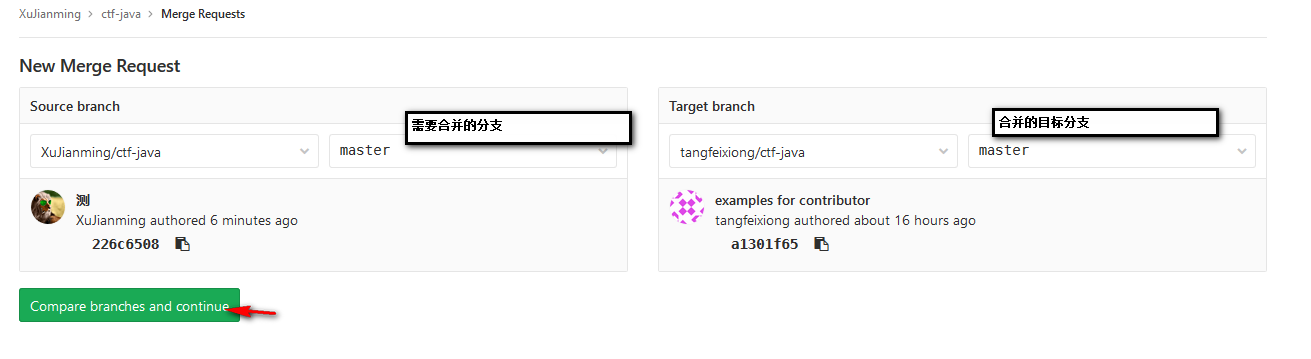 XuJianming > ctf-java > Merge Requests
New Merge Request
Source branch
需要合并的分支
XuJianming/ctf-java
master
测
XuJianming authored 6 minutes ago
226c6508
Target branch
合并的目标分支
tangfeixiong/ctf-java
master
examples for contributor
tangfeixiong authored about 16 hours ago
a1301f65
Compare branches and continue